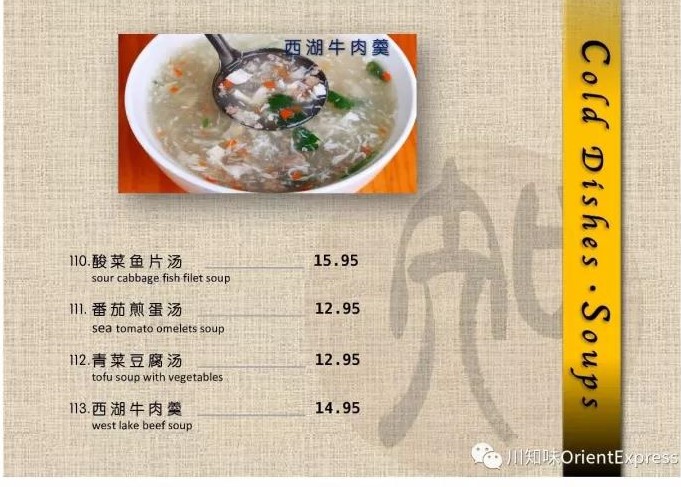 西湖牛肉羹
110.酸菜鱼片汤 15.95
sour cabbage fish filet soup
111.番茄煎蛋汤 12.95
sea tomato omelets soup
112.青菜豆腐汤 12.95
tofu soup with vegetables
113.西湖牛肉羹 14.95
west lake beef soup
Cold Dishes·Soups
川知味OrientExpress